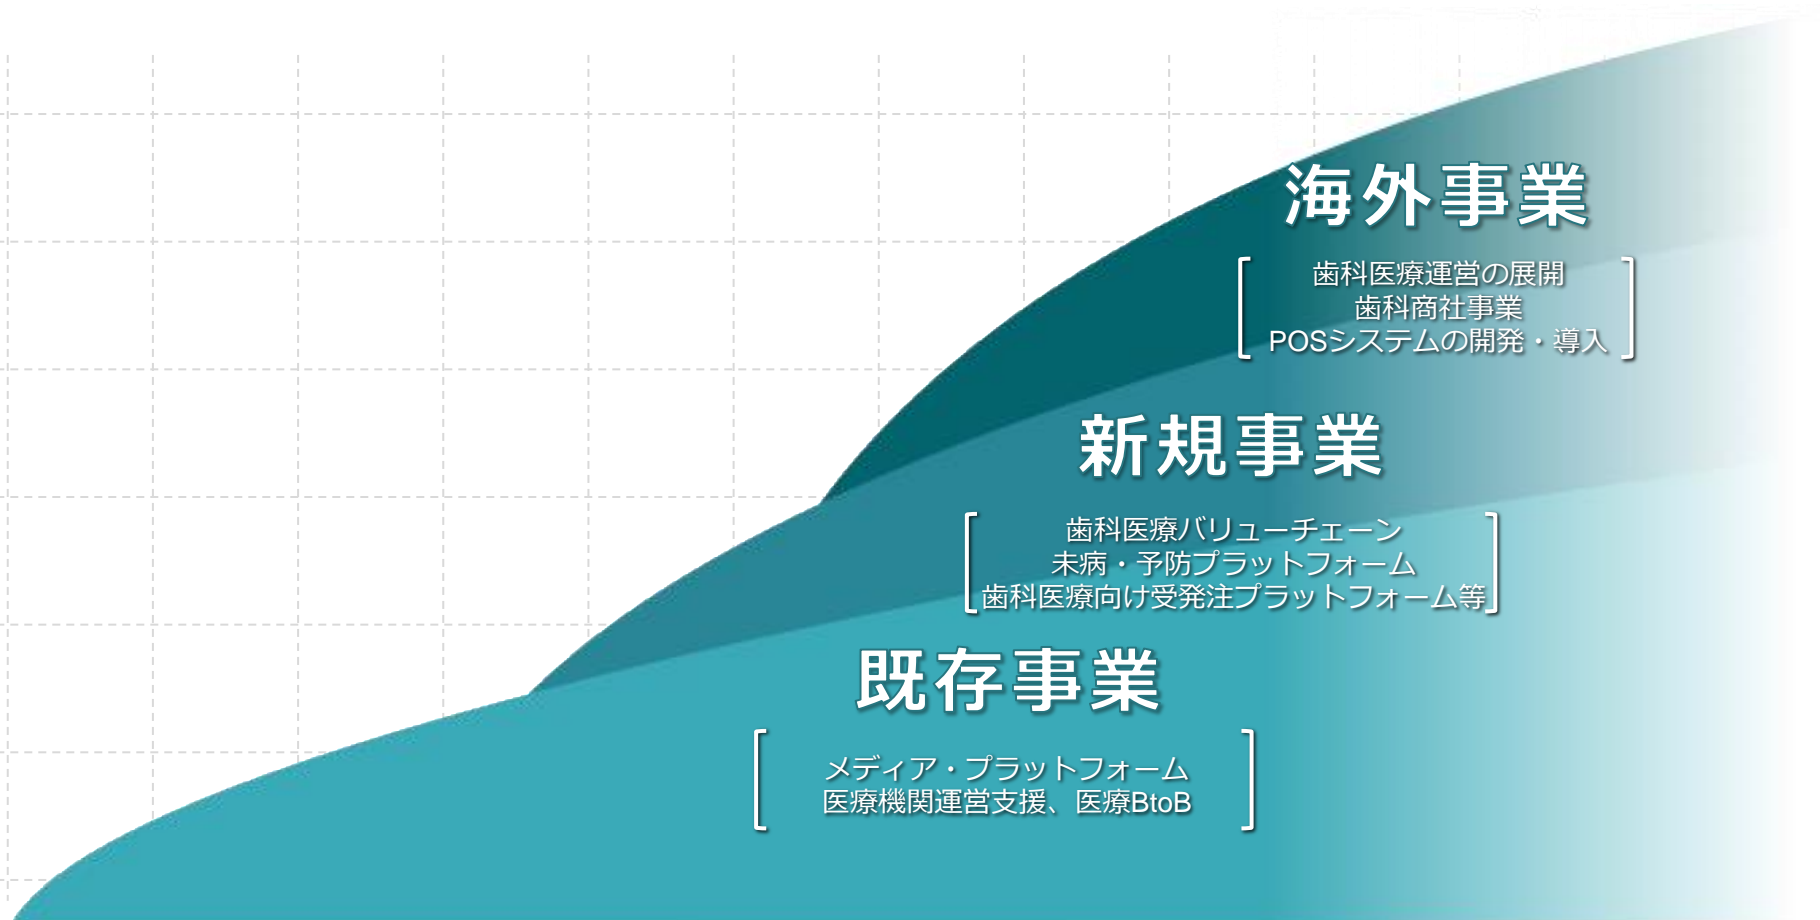 海外事業
歯科医療運営の展開
歯科商社事業
POSシステムの開発・導入
新規事業
歯科医療バリューチェーン
未病・予防プラットフォーム
歯科医療向け受発注プラットフォーム等
既存事業
メディア・プラットフォーム
医療機関運営支援、医療BtoB